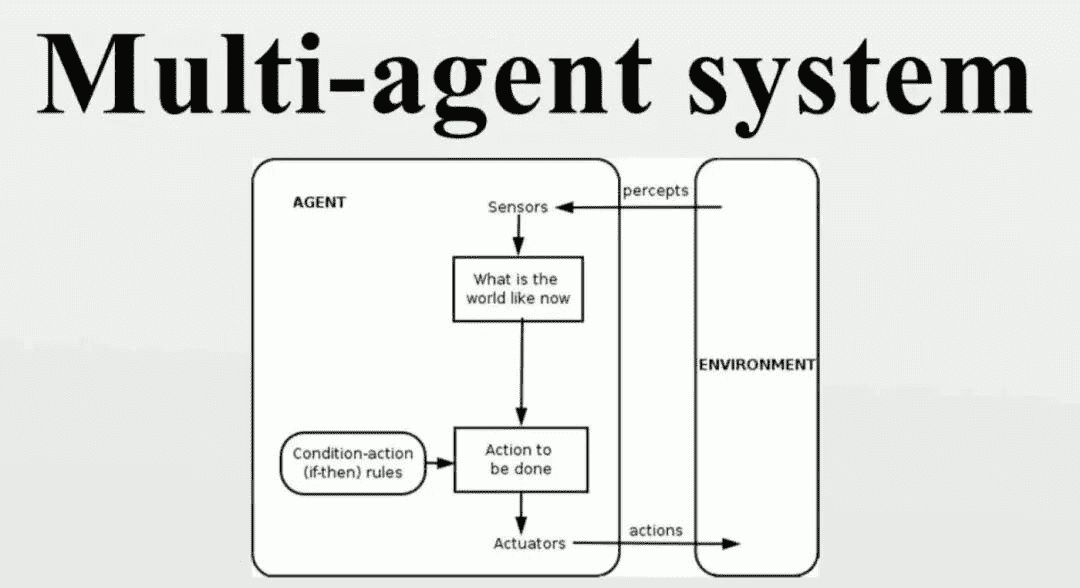 Multi-agent system
AGENT
Sensors
percepts
What is the
world like now
ENVIRONMENT
Condition-action
(if-then) rules
Action to
be done
Actuators
actions